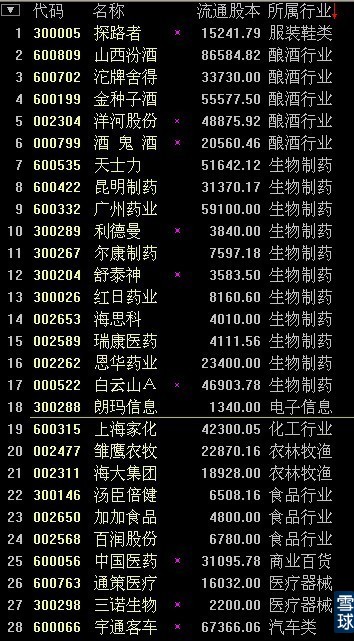 代码 名称 流通股本 所属行业↓
1 300005 探路者 * 15241.79 服装鞋类
2 600809 山西汾酒 86584.82 酿酒行业
3 600702 沱牌舍得 33730.00 酿酒行业
4 600199 金种子酒 55577.50 酿酒行业
5 002304 洋河股份 * 48875.92 酿酒行业
6 000799 酒 鬼 酒 * 20560.46 酿酒行业
7 600535 天士力 51642.12 生物制药
8 600422 昆明制药 31370.17 生物制药
9 600332 广州药业 59100.00 生物制药
10 300289 利德曼 * 3840.00 生物制药
11 300267 尔康制药 7597.18 生物制药
12 300204 舒泰神 * 3583.50 生物制药
13 300026 红日药业 8160.60 生物制药
14 002653 海思科 4010.00 生物制药
15 002589 瑞康医药 4111.56 生物制药
16 002262 恩华药业 23400.00 生物制药
17 000522 白云山A * 46903.78 生物制药
18 300288 朗玛信息 1340.00 电子信息
19 600315 上海家化 42300.05 化工行业
20 002477 雏鹰农牧 22870.16 农林牧渔
21 002311 海大集团 18928.00 农林牧渔
22 300146 汤臣倍健 6508.16 食品行业
23 002650 加加食品 4800.00 食品行业
24 002568 百润股份 6780.00 食品行业
25 600056 中国医药 * 31095.78 商业百货
26 600763 通策医疗 16032.00 医疗器械
27 300298 三诺生物 * 2200.00 医疗器械
28 600066 宇通客车 * 67366.06 汽车类
雪球